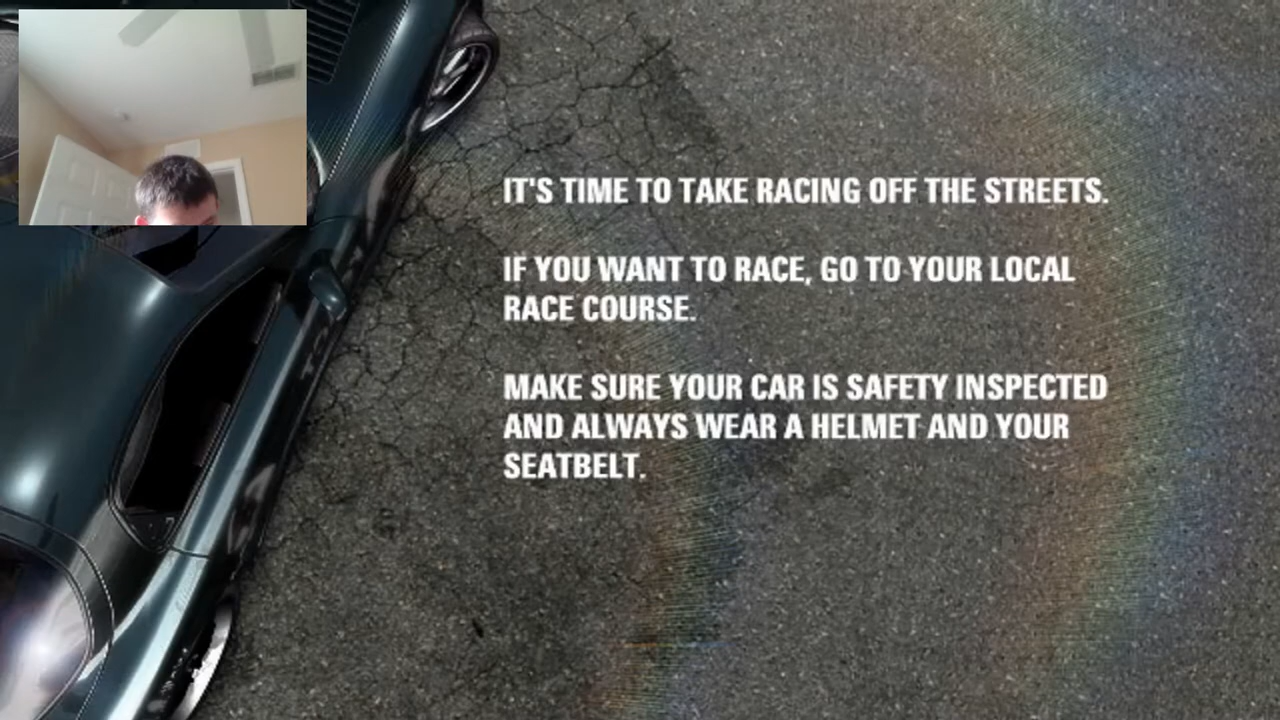 IT'S TIME TO TAKE RACING OFF THE STREETS.
IF YOU WANT TO RACE, GO TO YOUR LOCAL
RACE COURSE.
MAKE SURE YOUR CAR IS SAFETY INSPECTED
AND ALWAYS WEAR A HELMET AND YOUR
SEATBELT.